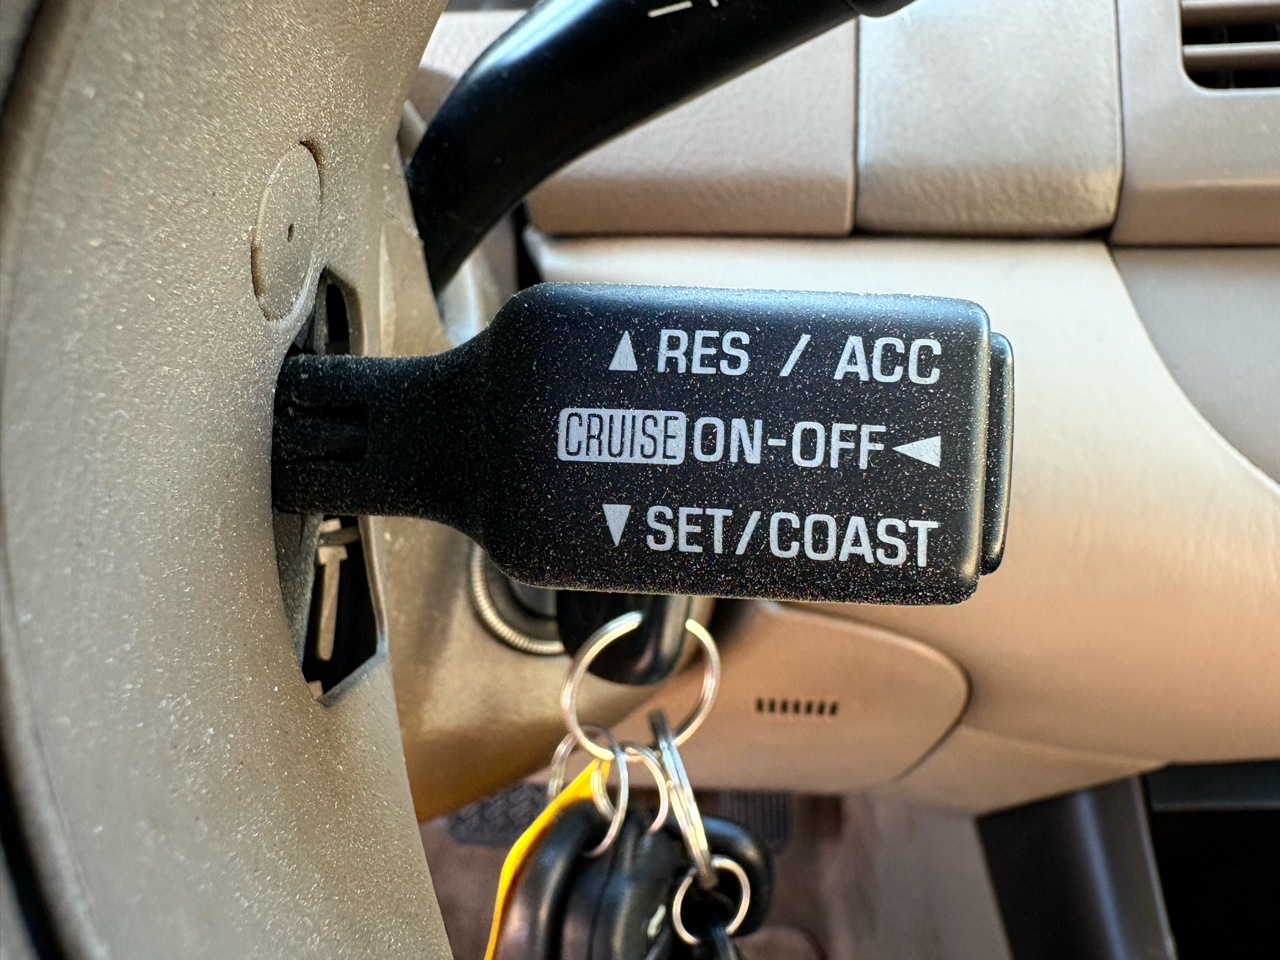 ▲ RES / ACC
CRUISE ON-OFF ◀
▼ SET/COAST